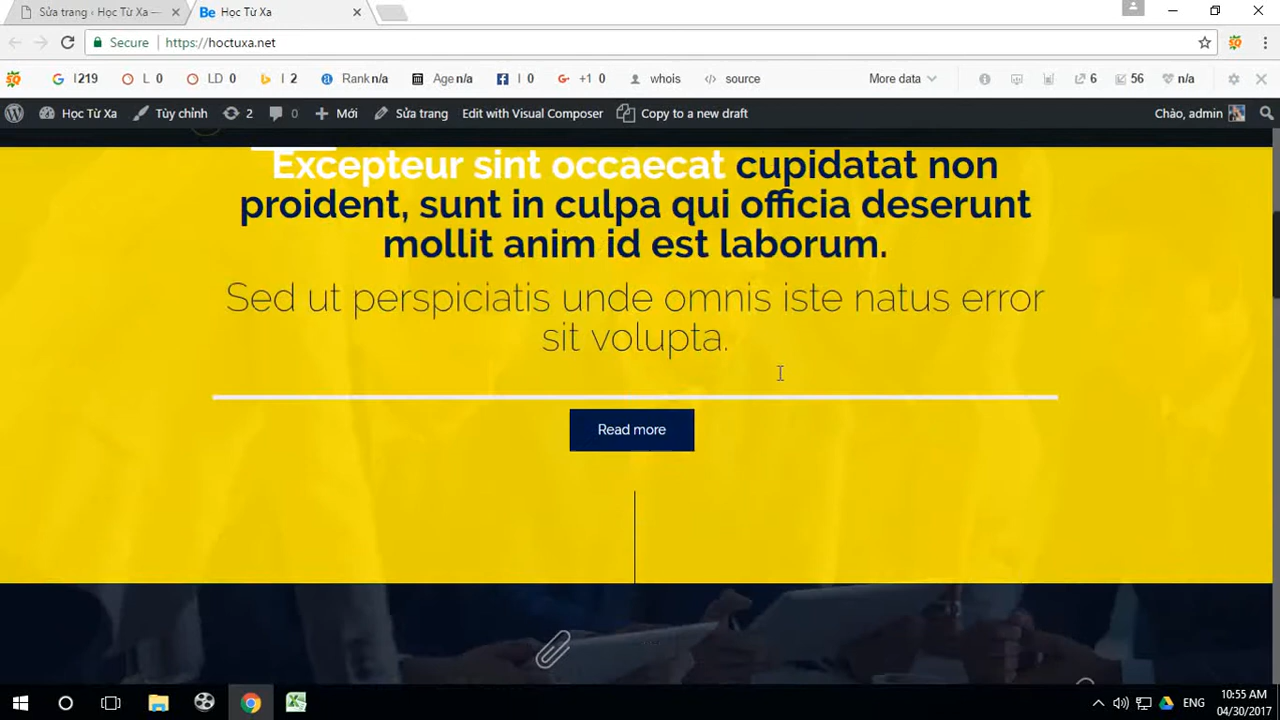 Sửa trang ‹ Học Từ Xa —
Be Học Từ Xa
Secure https://hoctuxa.net
I 219 L 0 LD 0 I 2 Rank n/a Age n/a I 0 +1 0 whois source More data 6 56 n/a
Học Từ Xa Tùy chỉnh 2 0 Mới Sửa trang Edit with Visual Composer Copy to a new draft Chào, admin
Excepteur sint occaecat cupidatat non
proident, sunt in culpa qui officia deserunt
mollit anim id est laborum.
Sed ut perspiciatis unde omnis iste natus error
sit volupta.
Read more
ENG
10:55 AM
04/30/2017